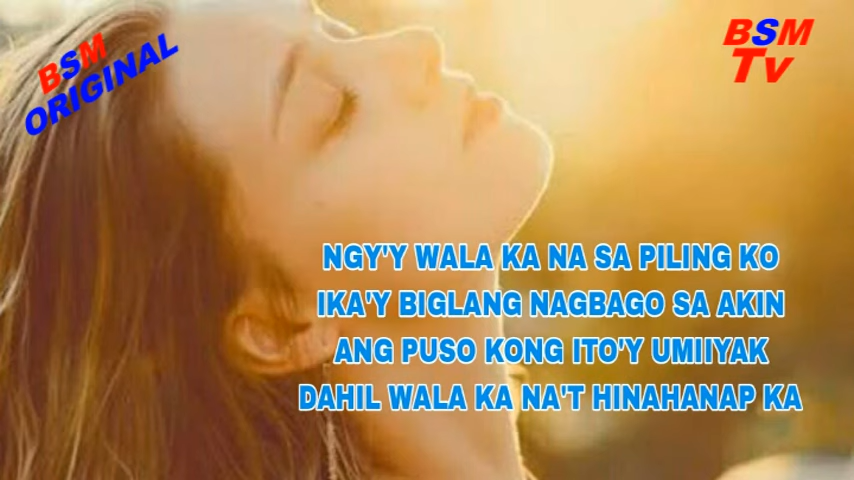 BSM
ORIGINAL
BSM
TV
NGY'Y WALA KA NA SA PILING KO
IKA'Y BIGLANG NAGBAGO SA AKIN
ANG PUSO KONG ITO'Y UMIIYAK
DAHIL WALA KA NA'T HINAHANAP KA